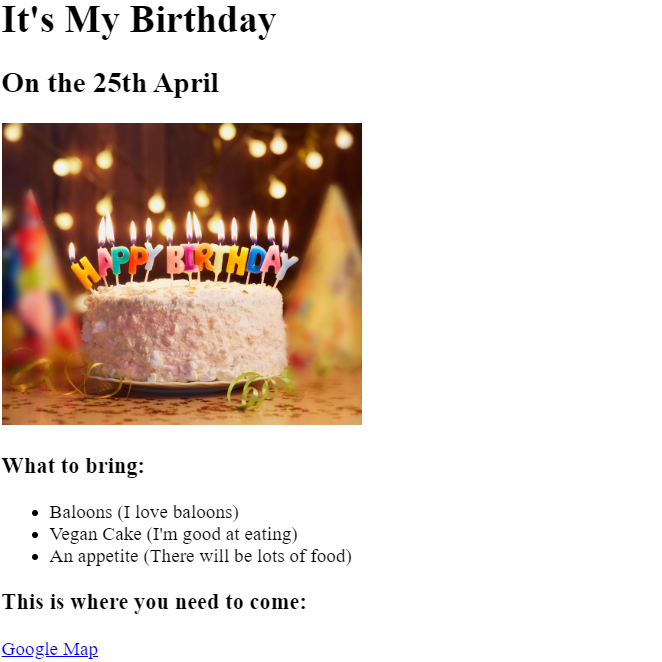 It's My Birthday
On the 25th April
HAPPY BIRTHDAY
What to bring:
Baloons (I love baloons)
Vegan Cake (I'm good at eating)
An appetite (There will be lots of food)
This is where you need to come:
Google Map